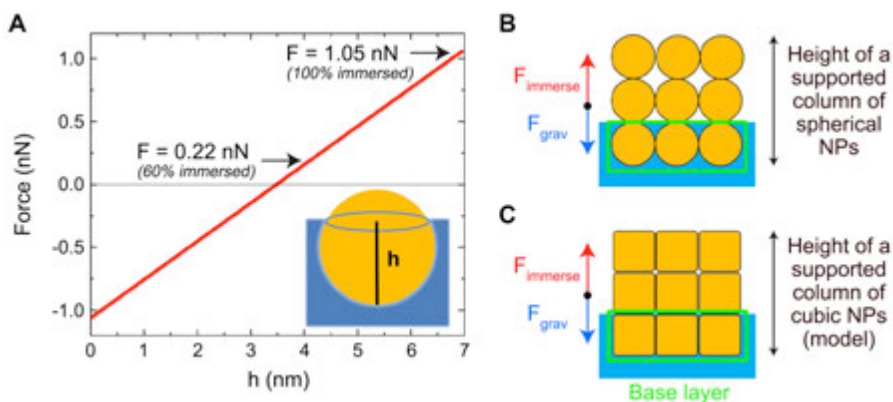 A
F = 1.05 nN
(100% immersed)
F = 0.22 nN
(60% immersed)
1.0
0.5
0.0
-0.5
-1.0
Force (nN)
h
0 1 2 3 4 5 6 7
h (nm)
B
F immerse
F grav
Height of a
supported
column of
spherical
NPs
C
F immerse
F grav
Height of a
supported
column of
cubic NPs
(model)
Base layer